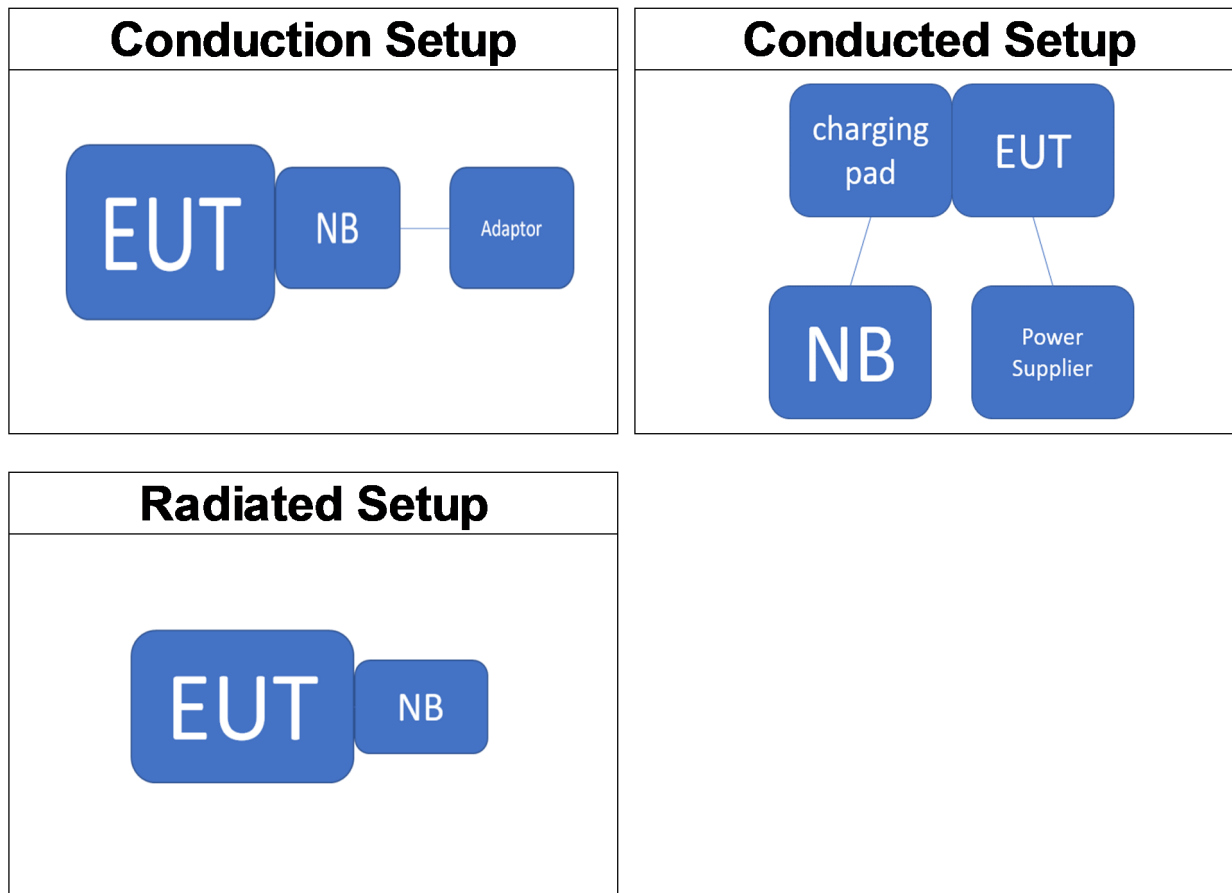 Conduction Setup
EUT
NB
Adaptor
Conducted Setup
charging
pad
EUT
NB
Power
Supplier
Radiated Setup
EUT
NB